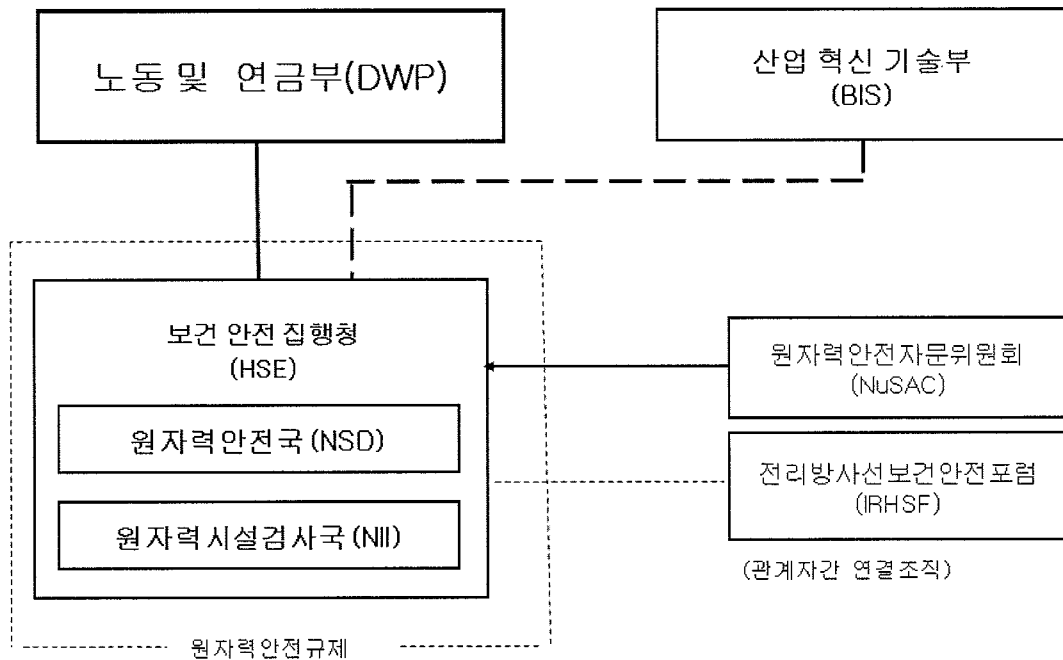 노동 및 연금부(DWP)
산업 혁신 기술부
(BIS)
보건 안전 집행청
(HSE)
원자력안전국(NSD)
원자력시설검사국(NII)
원자력안전자문위원회
(NuSAC)
전리방사선보건안전포럼
(IRHSF)
(관계자간 연결조직)
원자력안전규제